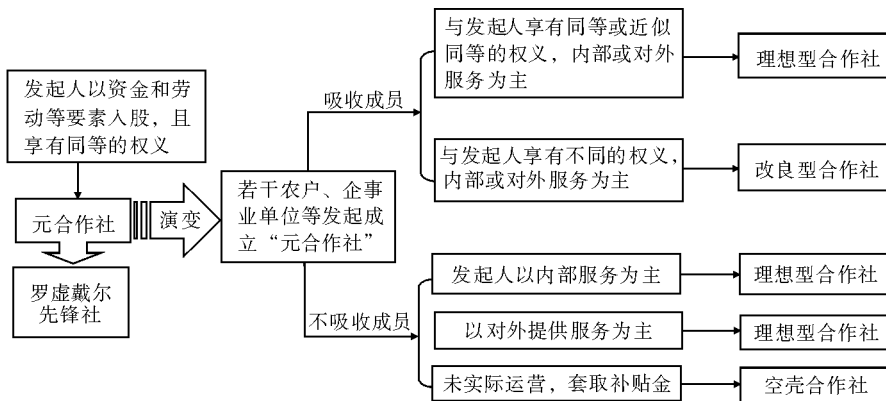 发起人以资金和劳
动等要素入股，且
享有同等的权义
元合作社
罗虚戴尔
先锋社
演变
若干农户、企事
业单位等发起成
立“元合作社”
吸收成员
与发起人享有同等或近似
同等的权义，内部或对外
服务为主
理想型合作社
与发起人享有不同的权义，
内部或对外服务为主
改良型合作社
不吸收成员
发起人以内部服务为主
理想型合作社
以对外提供服务为主
理想型合作社
未实际运营，套取补贴金
空壳合作社